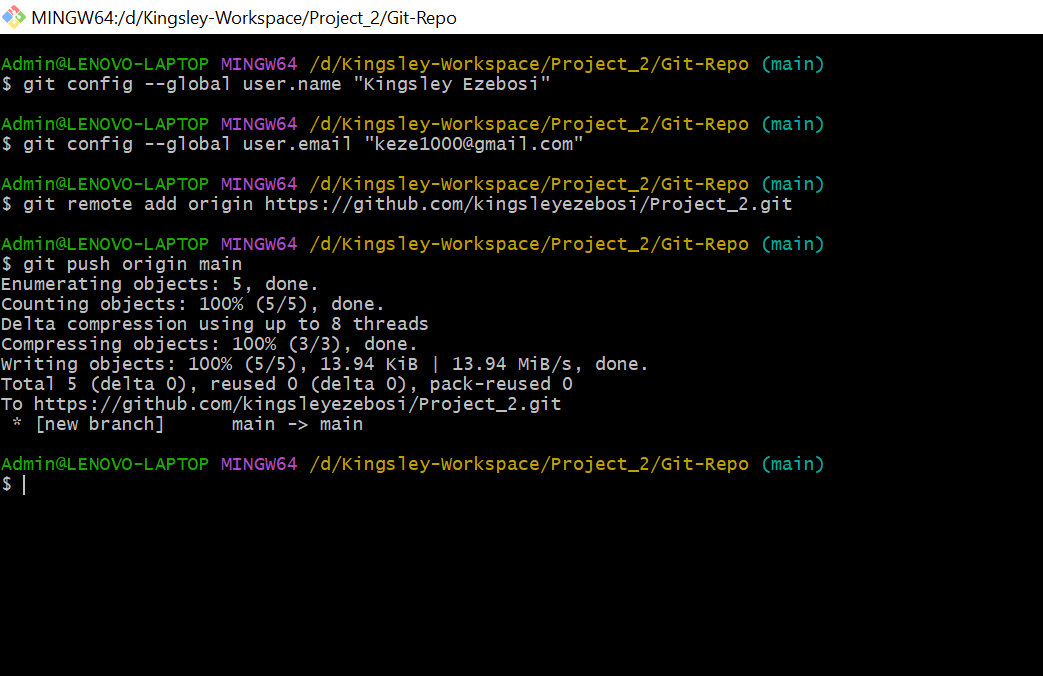 MINGW64:/d/Kingsley-Workspace/Project_2/Git-Repo
Admin@LENOVO-LAPTOP MINGW64 /d/Kingsley-Workspace/Project_2/Git-Repo (main)
$ git config --global user.name "Kingsley Ezebosi"
Admin@LENOVO-LAPTOP MINGW64 /d/Kingsley-Workspace/Project_2/Git-Repo (main)
$ git config --global user.email "keze1000@gmail.com"
Admin@LENOVO-LAPTOP MINGW64 /d/Kingsley-Workspace/Project_2/Git-Repo (main)
$ git remote add origin https://github.com/kingsleyezebosi/Project_2.git
Admin@LENOVO-LAPTOP MINGW64 /d/Kingsley-Workspace/Project_2/Git-Repo (main)
$ git push origin main
Enumerating objects: 5, done.
Counting objects: 100% (5/5), done.
Delta compression using up to 8 threads
Compressing objects: 100% (3/3), done.
Writing objects: 100% (5/5), 13.94 KiB | 13.94 MiB/s, done.
Total 5 (delta 0), reused 0 (delta 0), pack-reused 0
To https://github.com/kingsleyezebosi/Project_2.git
 * [new branch]      main -> main
Admin@LENOVO-LAPTOP MINGW64 /d/Kingsley-Workspace/Project_2/Git-Repo (main)
$